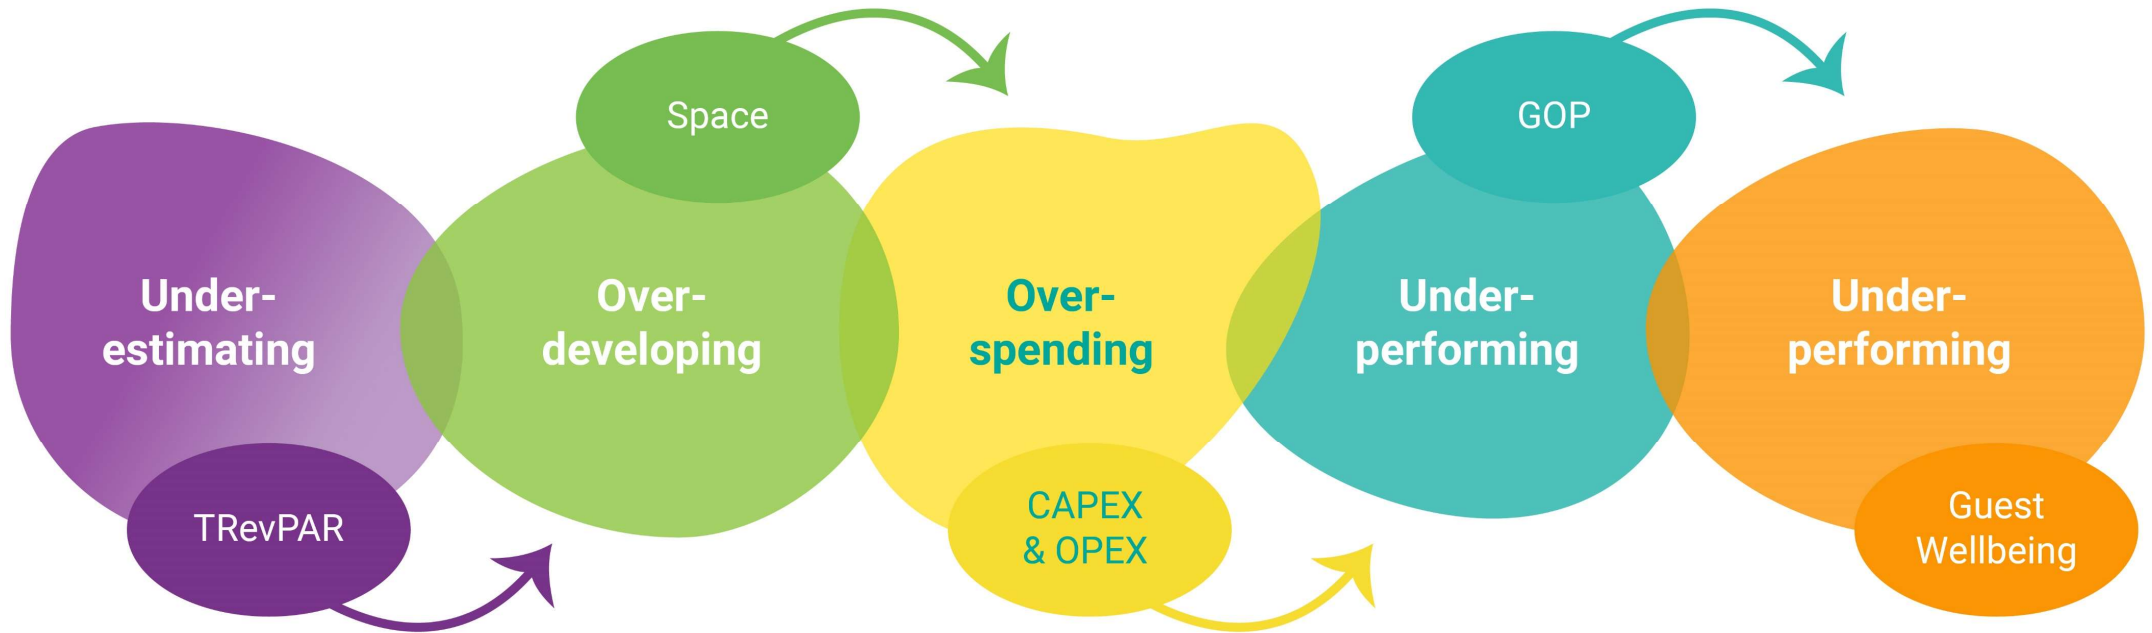 Space
GOP
Under-
estimating
Over-
developing
Over-
spending
Under-
performing
Under-
performing
TRevPAR
CAPEX
& OPEX
Guest
Wellbeing